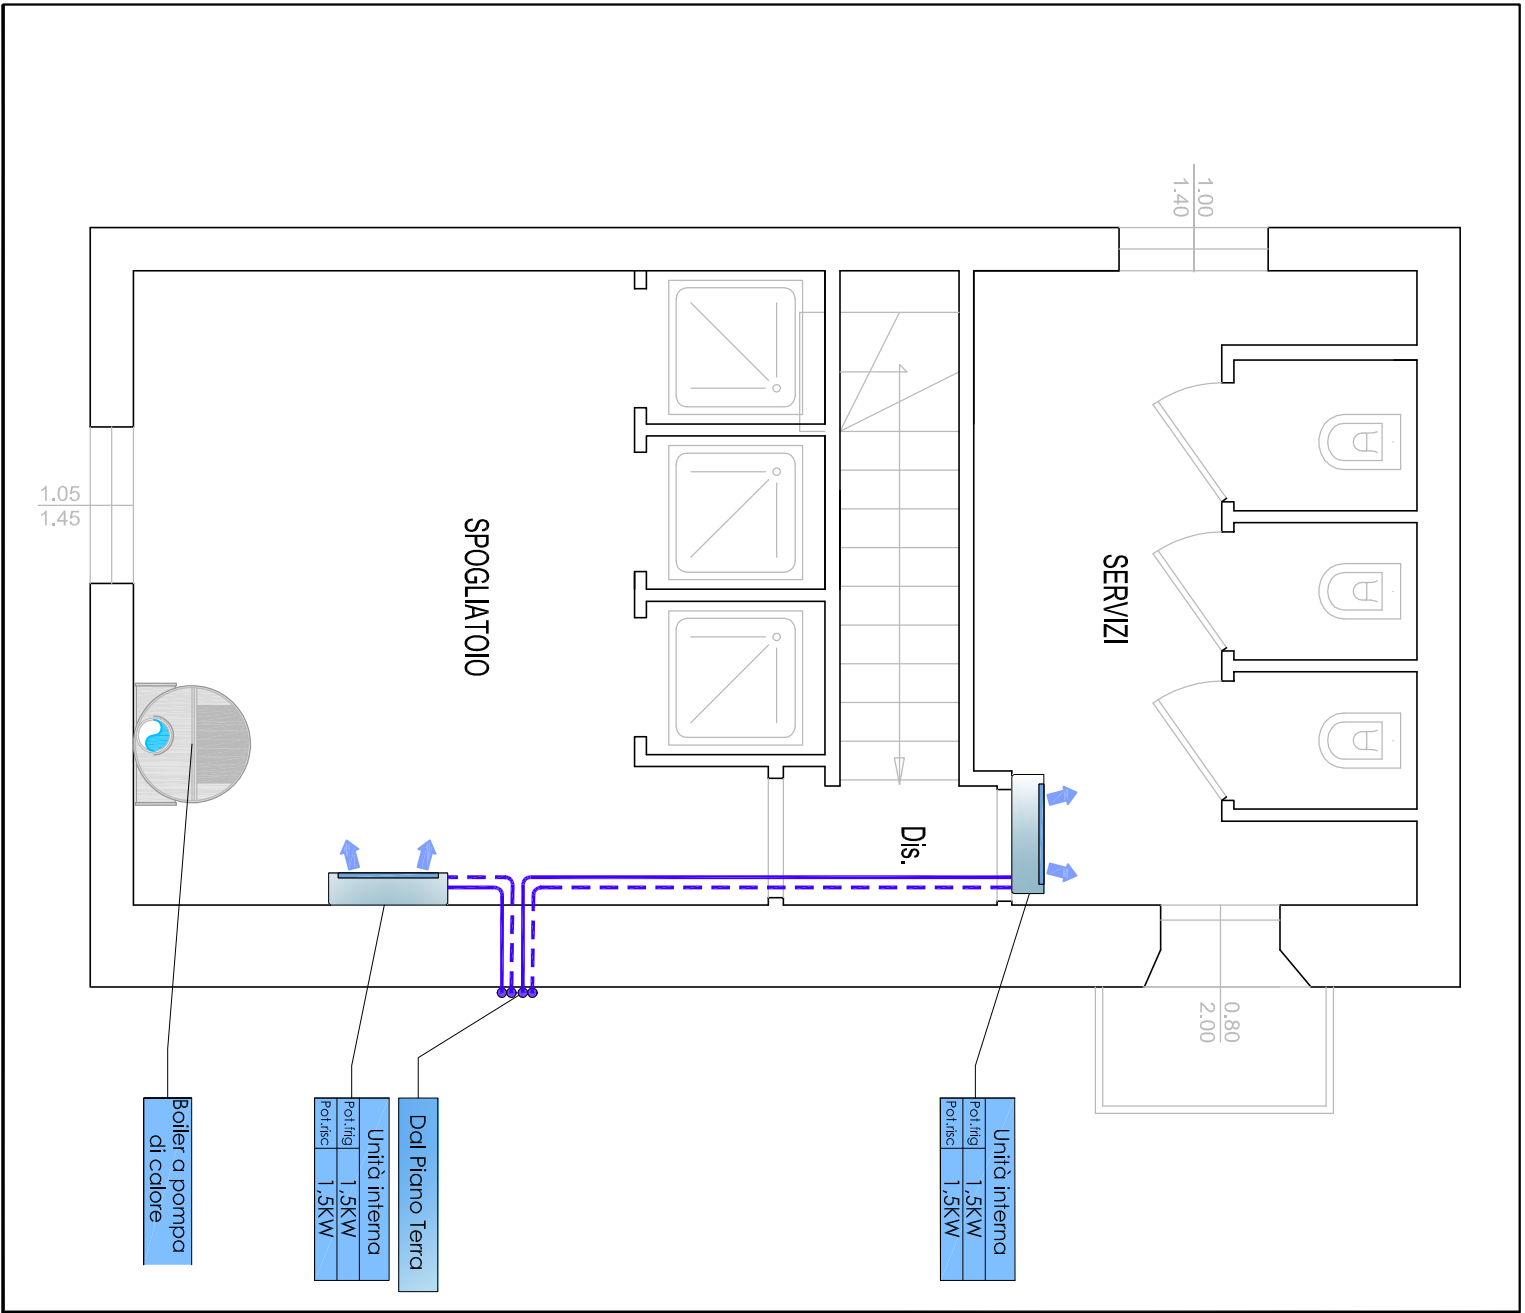 0.80
2.00
1.00
1.40
SERVIZI
Unità interna
Pot.frig 1,5KW
Pot.risc 1,5KW
Dis.
SPOGLIATOIO
Dal Piano Terra
Unità interna
Pot.frig 1,5KW
Pot.risc 1,5KW
Boiler a pompa
di calore
1.05
1.45